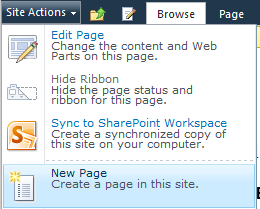 Site Actions Browse Page
Edit Page
Change the content and Web
Parts on this page.
Hide Ribbon
Hide the page status and
ribbon for this page.
Sync to SharePoint Workspace
Create a synchronized copy of
this site on your computer.
New Page
Create a page in this site.